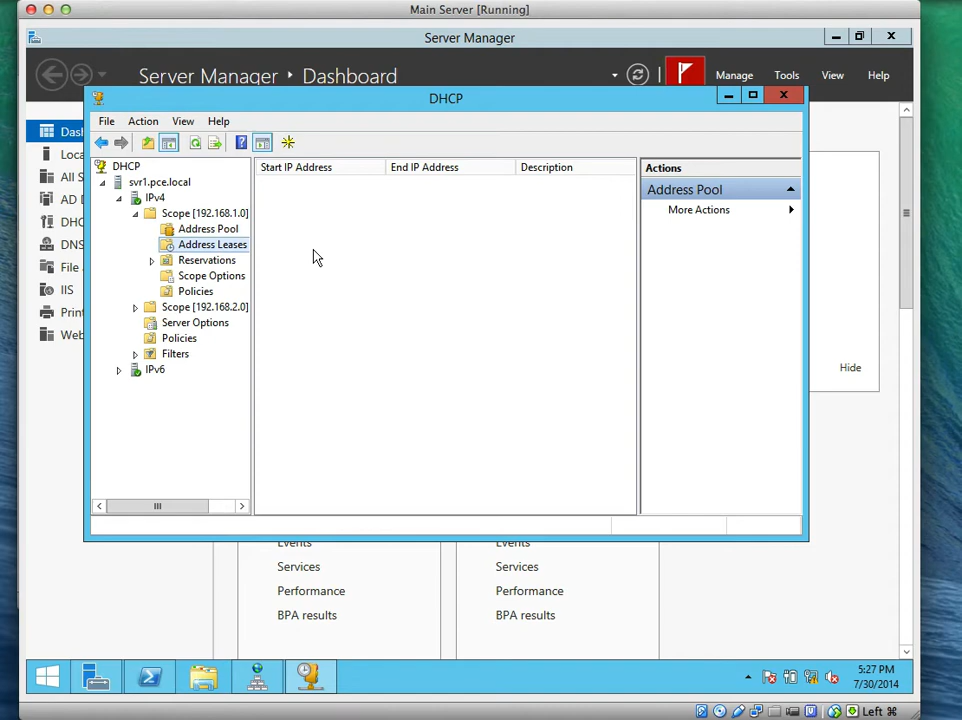 Main Server [Running]
Server Manager
Server Manager • Dashboard
Manage Tools View Help
DHCP
File Action View Help
DHCP
svr1.pce.local
IPv4
Scope [192.168.1.0]
Address Pool
Address Leases
Reservations
Scope Options
Policies
Scope [192.168.2.0]
Server Options
Policies
Filters
IPv6
Start IP Address End IP Address Description
Actions
Address Pool
More Actions
Das
Loca
All S
AD D
DHC
DNS
File
IIS
Print
Web
Hide
Events Events
Services Services
Performance Performance
BPA results BPA results
5:27 PM
7/30/2014
Left ⌘